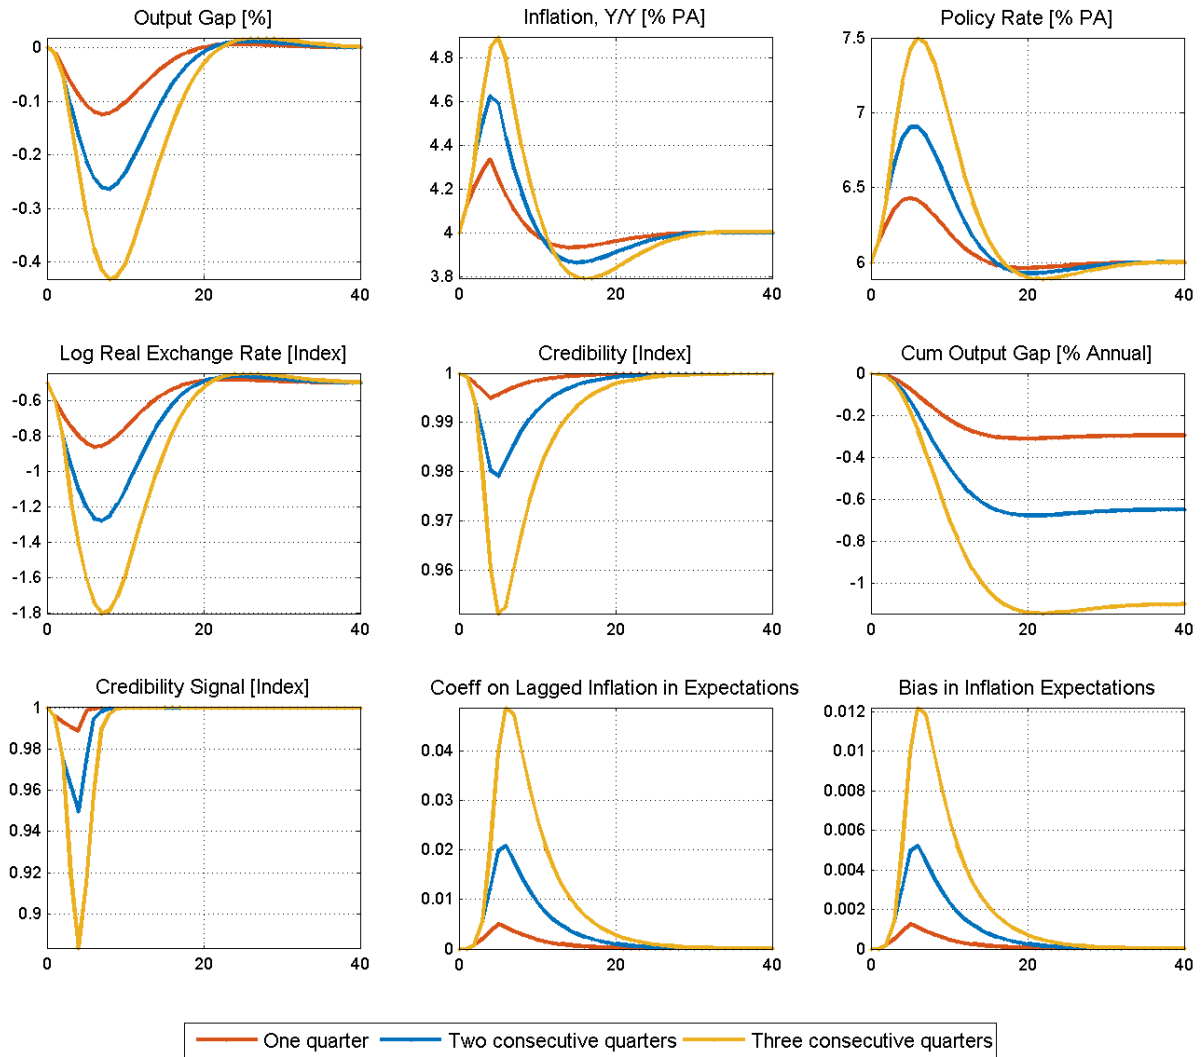 Output Gap [%]
Inflation, Y/Y [% PA]
Policy Rate [% PA]
0
-0.1
-0.2
-0.3
-0.4
0 20 40
4.8
4.6
4.4
4.2
4
3.8
0 20 40
7.5
7
6.5
6
0 20 40
Log Real Exchange Rate [Index]
Credibility [Index]
Cum Output Gap [% Annual]
-0.6
-0.8
-1
-1.2
-1.4
-1.6
-1.8
0 20 40
1
0.99
0.98
0.97
0.96
0 20 40
0
-0.2
-0.4
-0.6
-0.8
-1
0 20 40
Credibility Signal [Index]
Coeff on Lagged Inflation in Expectations
Bias in Inflation Expectations
1
0.98
0.96
0.94
0.92
0.9
0 20 40
0.04
0.03
0.02
0.01
0
0 20 40
0.012
0.01
0.008
0.006
0.004
0.002
0
0 20 40
One quarter
Two consecutive quarters
Three consecutive quarters